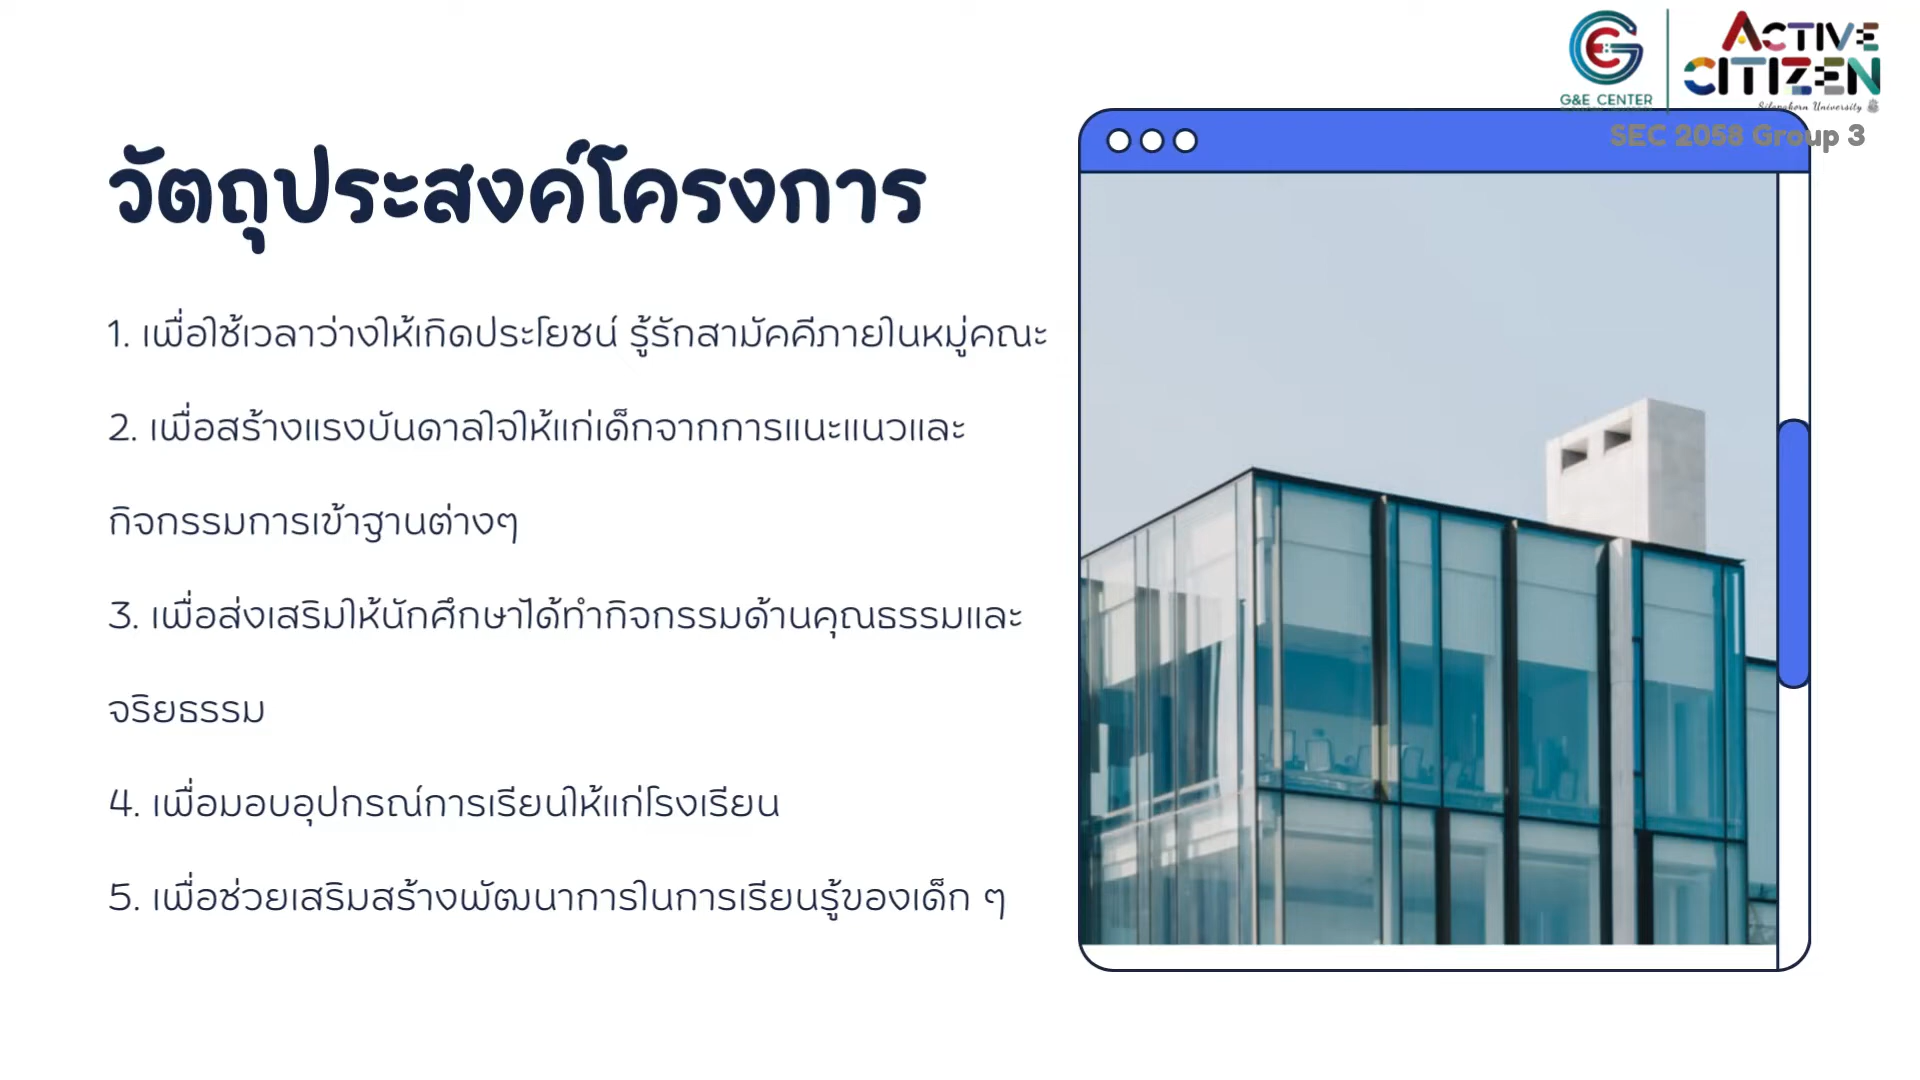 ACTIVE
CITIZEN
G&E CENTER
Silapakorn University
SEC 2058 Group 3
วัตถุประสงค์โครงการ
1. เพื่อใช้เวลาว่างให้เกิดประโยชน์ รู้รักสามัคคีภายในหมู่คณะ
2. เพื่อสร้างแรงบันดาลใจให้แก่เด็กจากการแนะแนวและ
กิจกรรมการเข้าฐานต่างๆ
3. เพื่อส่งเสริมให้นักศึกษาได้ทำกิจกรรมด้านคุณธรรมและ
จริยธรรม
4. เพื่อมอบอุปกรณ์การเรียนให้แก่โรงเรียน
5. เพื่อช่วยเสริมสร้างพัฒนาการในการเรียนรู้ของเด็ก ๆ